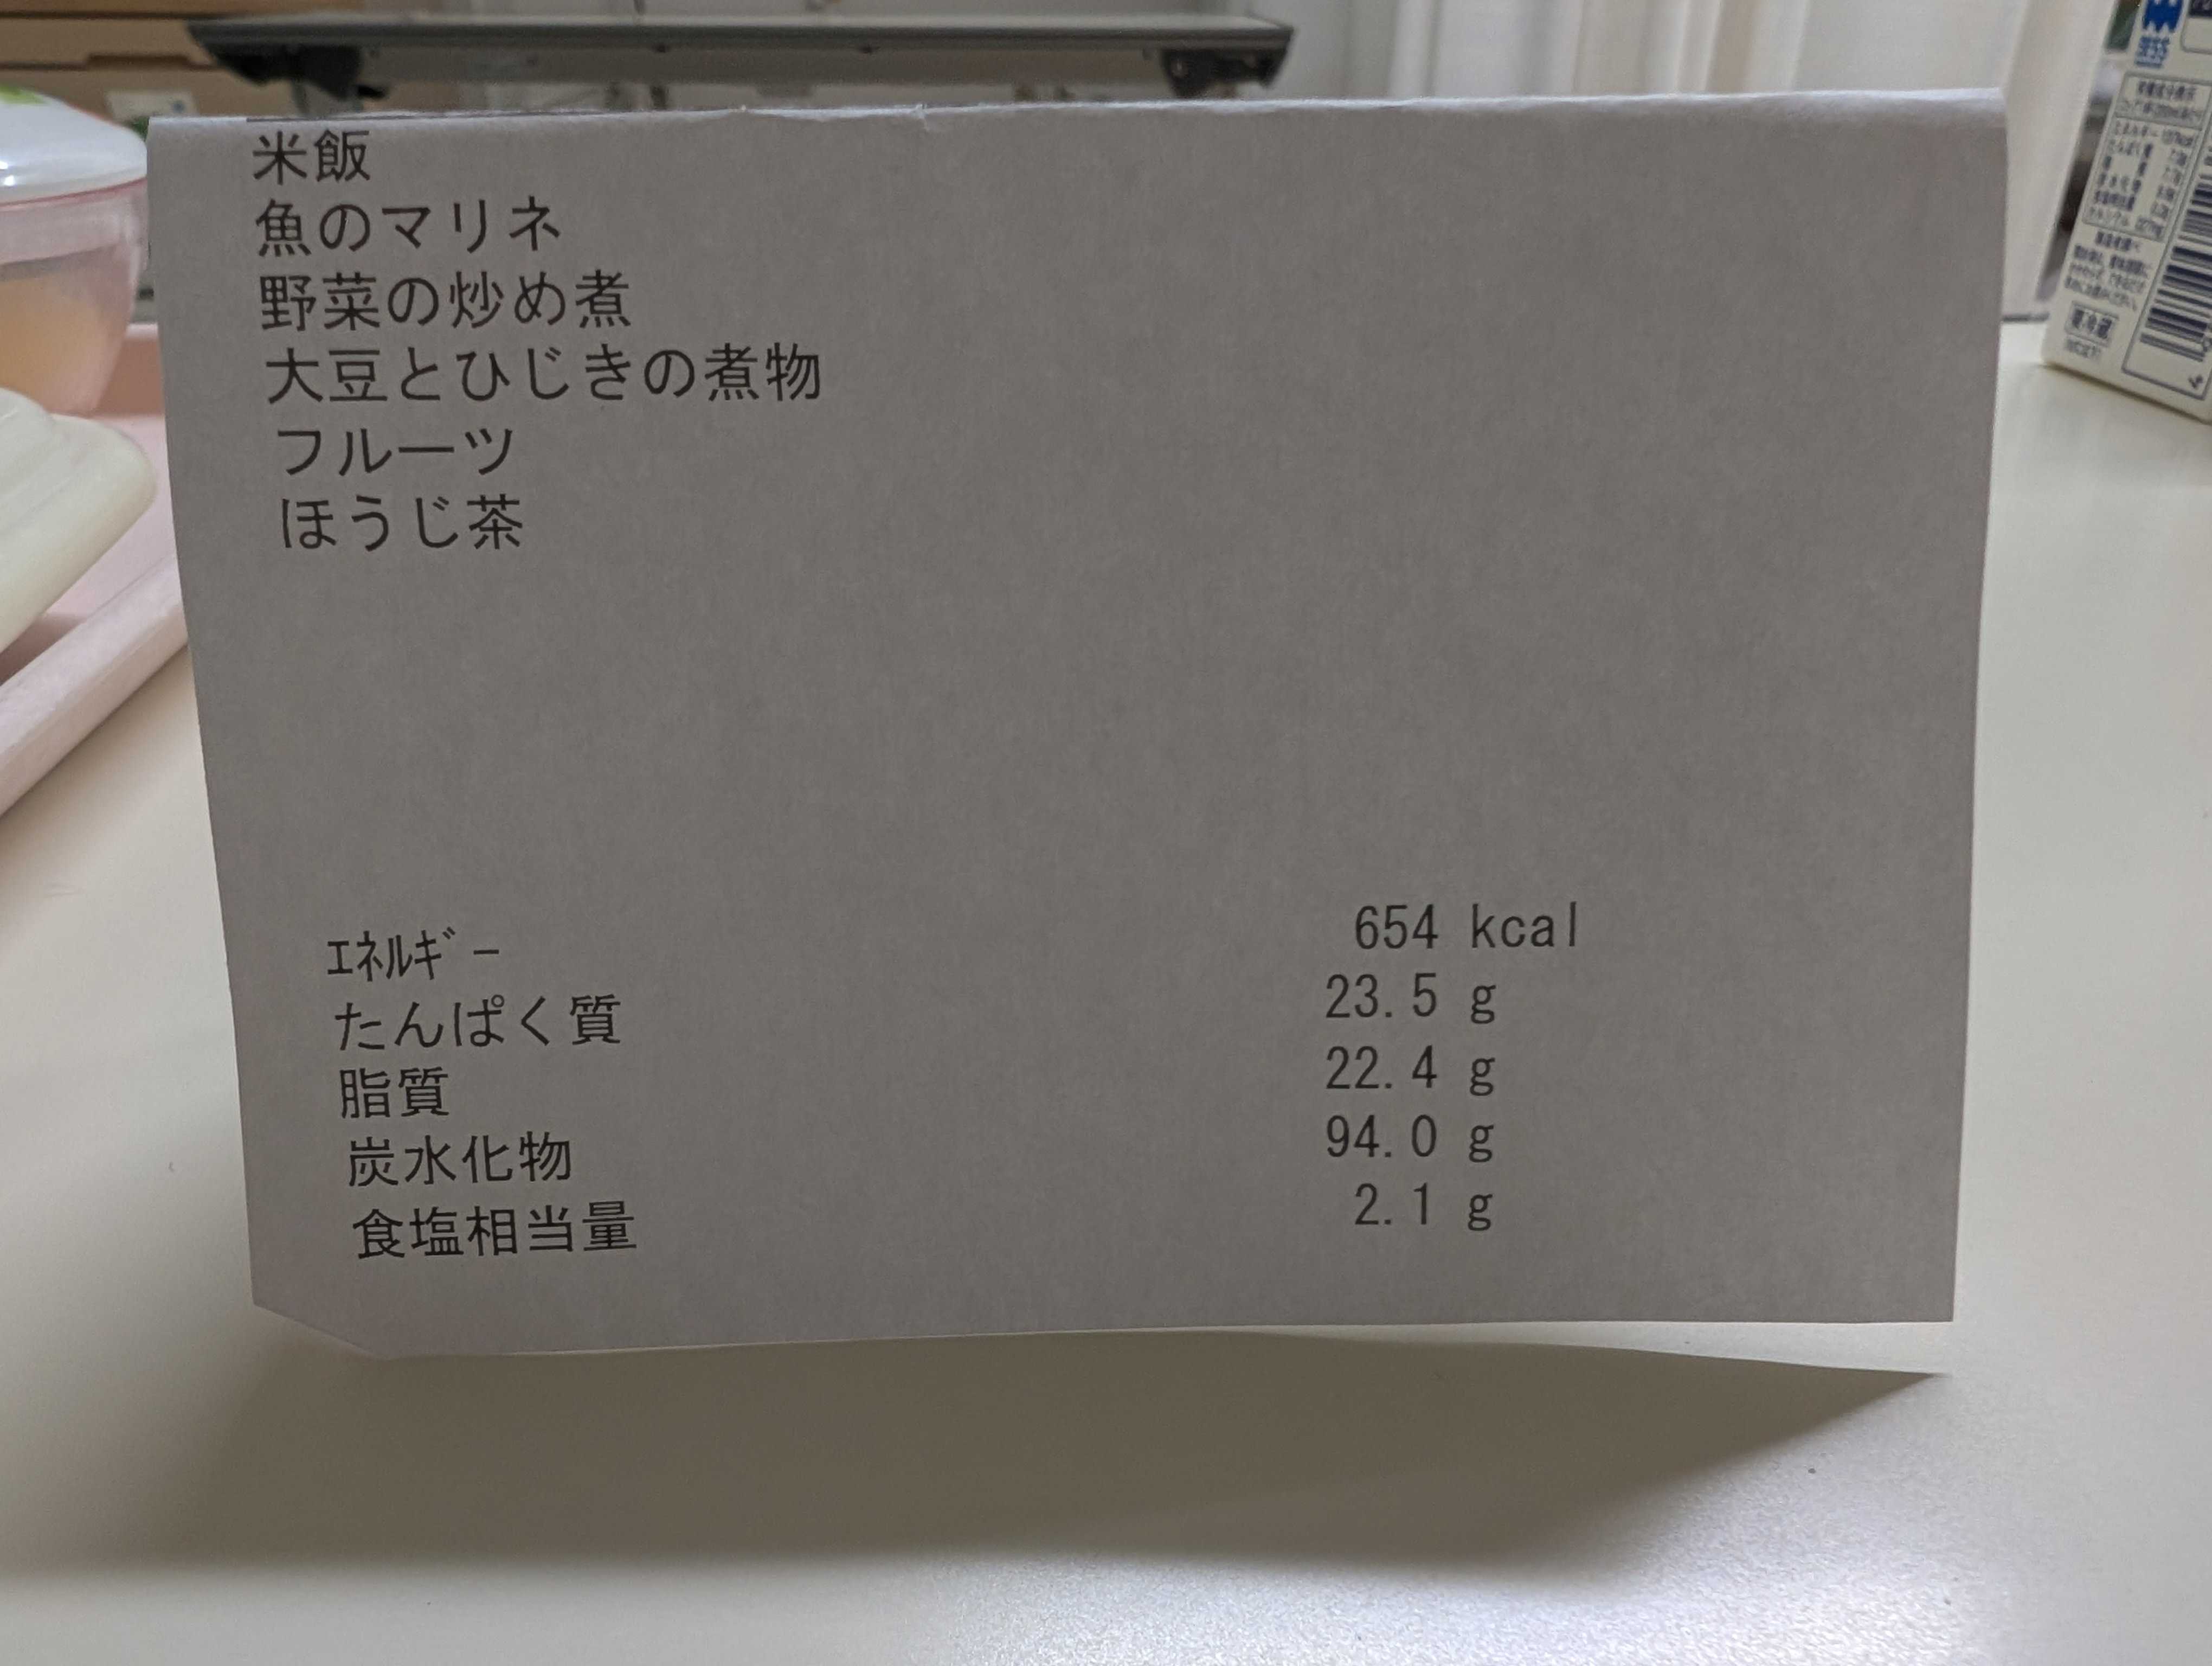 米飯
魚のマリネ
野菜の炒め煮
大豆とひじきの煮物
フルーツ
ほうじ茶
ｴﾈﾙｷﾞｰ 654 kcal
たんぱく質 23.5 g
脂質 22.4 g
炭水化物 94.0 g
食塩相当量 2.1 g
要冷蔵